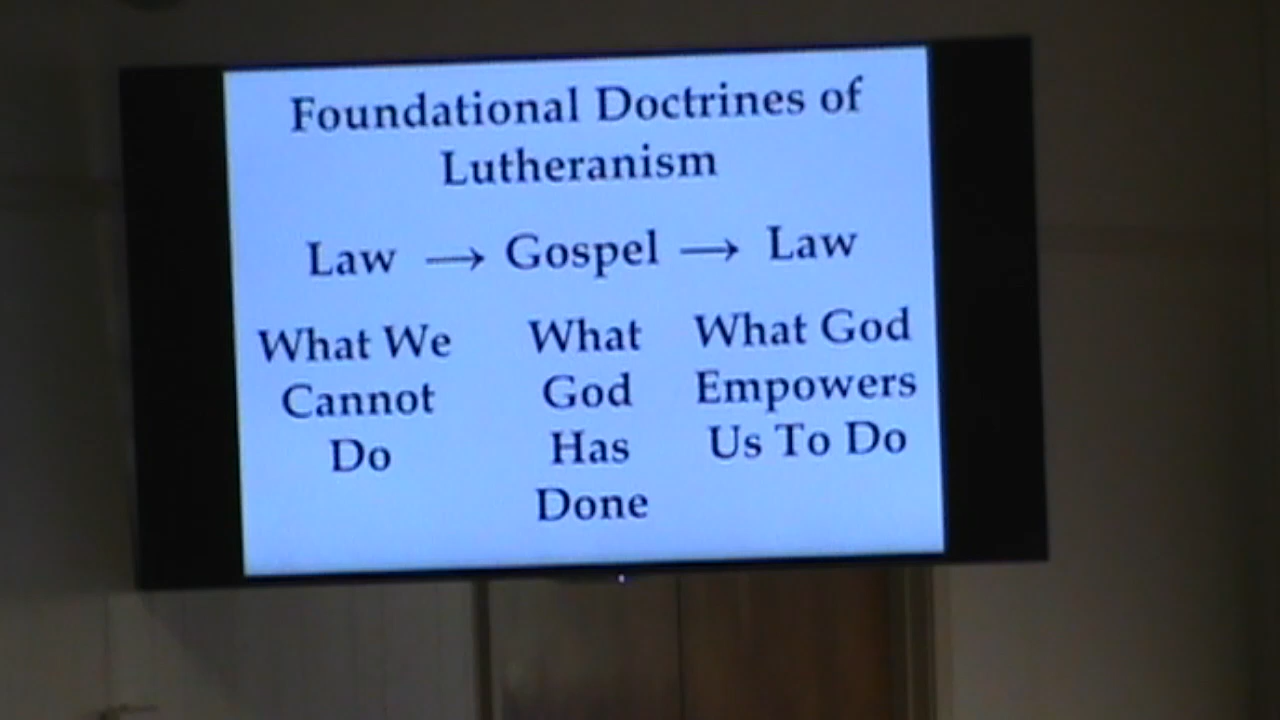 Foundational Doctrines of
Lutheranism
Law → Gospel → Law
What We
Cannot
Do
What
God
Has
Done
What God
Empowers
Us To Do